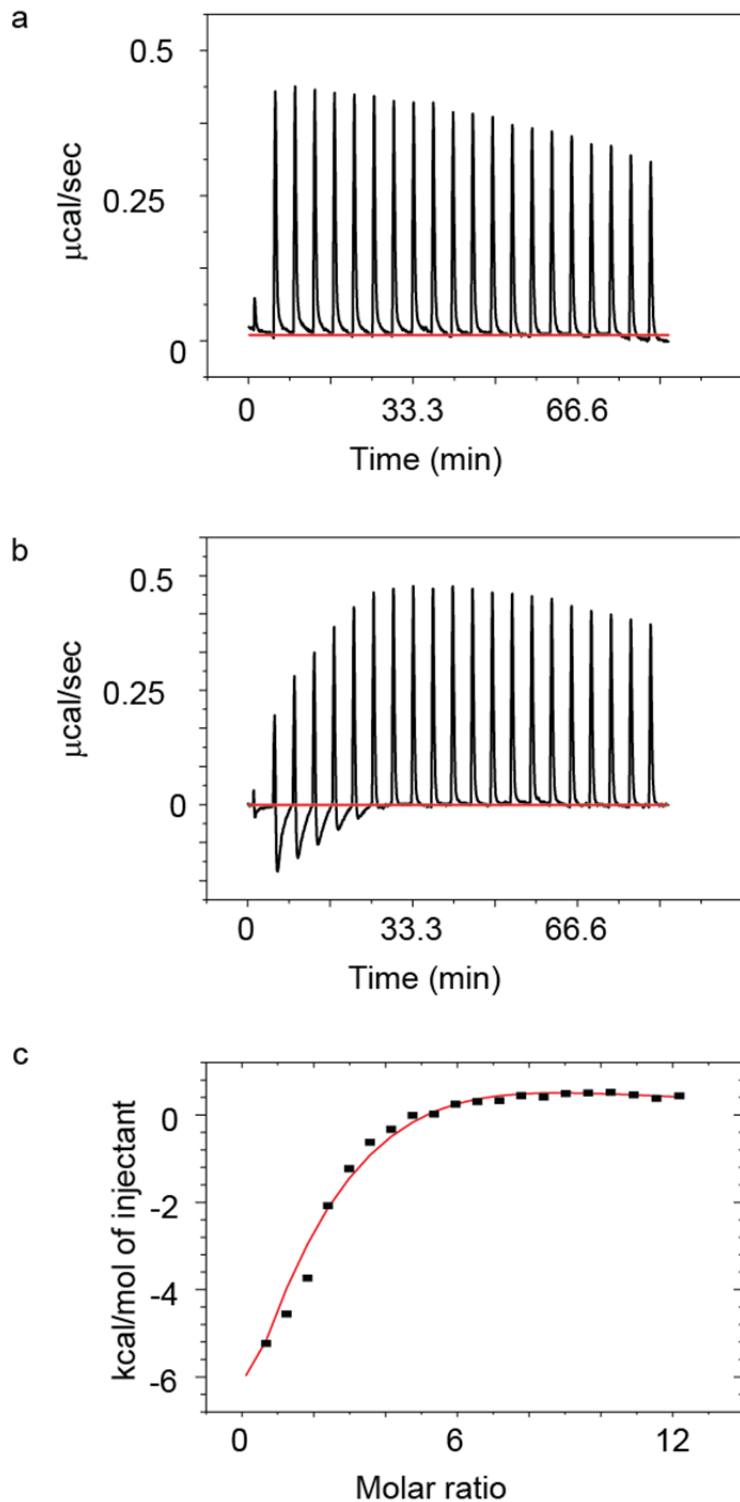 a
0.5
0.25
0
μcal/sec
0 33.3 66.6
Time (min)
b
0.5
0.25
0
μcal/sec
0 33.3 66.6
Time (min)
c
0
-2
-4
-6
kcal/mol of injectant
0 6 12
Molar ratio